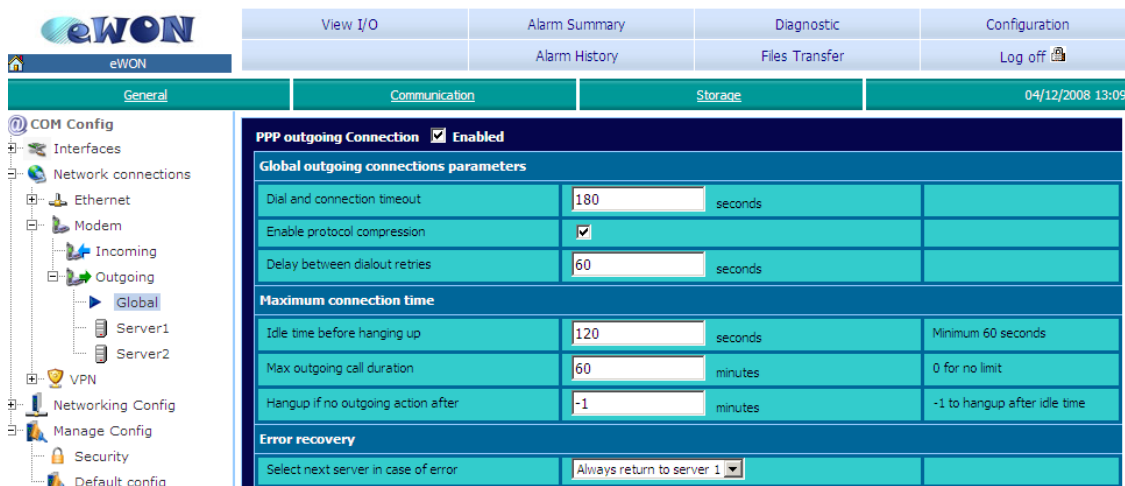 eWON
View I/O
Alarm Summary
Diagnostic
Configuration
eWON
Alarm History
Files Transfer
Log off
General
Communication
Storage
04/12/2008 13:09
COM Config
Interfaces
Network connections
Ethernet
Modem
Incoming
Outgoing
Global
Server1
Server2
VPN
Networking Config
Manage Config
Security
Default config
PPP outgoing Connection Enabled
Global outgoing connections parameters
Dial and connection timeout 180 seconds
Enable protocol compression
Delay between dialout retries 60 seconds
Maximum connection time
Idle time before hanging up 120 seconds Minimum 60 seconds
Max outgoing call duration 60 minutes 0 for no limit
Hangup if no outgoing action after -1 minutes -1 to hangup after idle time
Error recovery
Select next server in case of error Always return to server 1